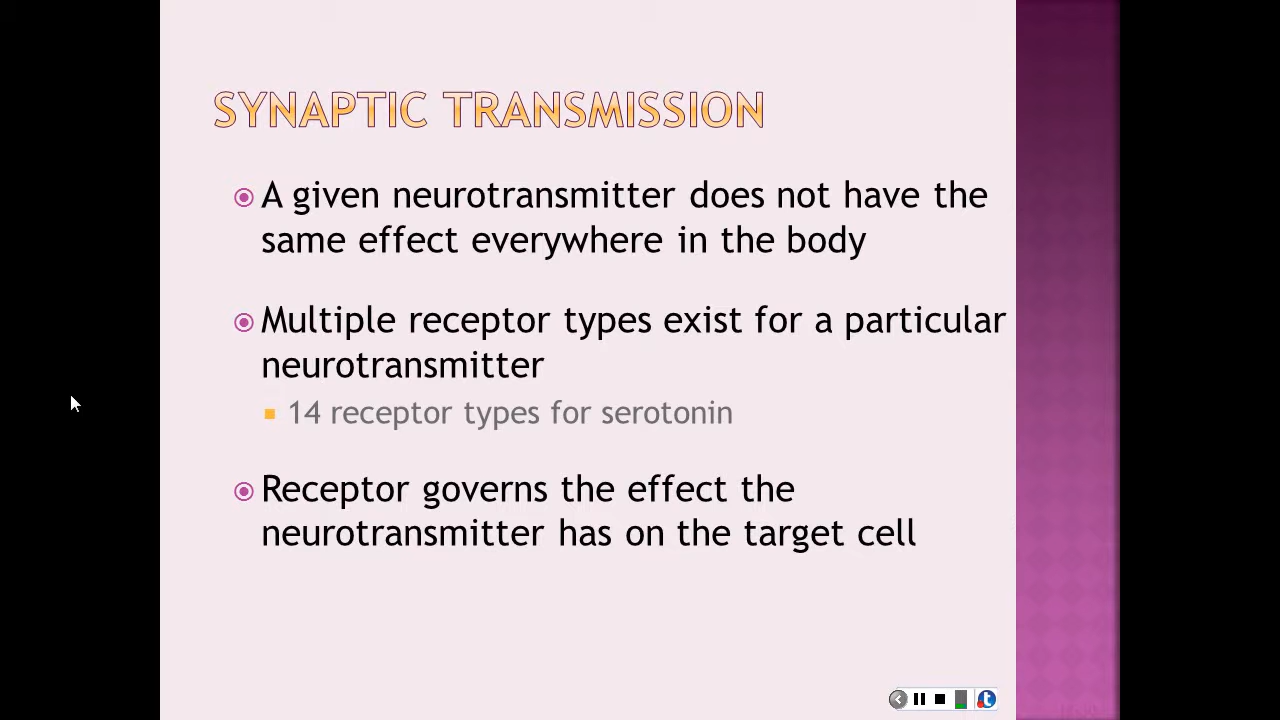 SYNAPTIC TRANSMISSION
A given neurotransmitter does not have the
same effect everywhere in the body
Multiple receptor types exist for a particular
neurotransmitter
14 receptor types for serotonin
Receptor governs the effect the
neurotransmitter has on the target cell
t